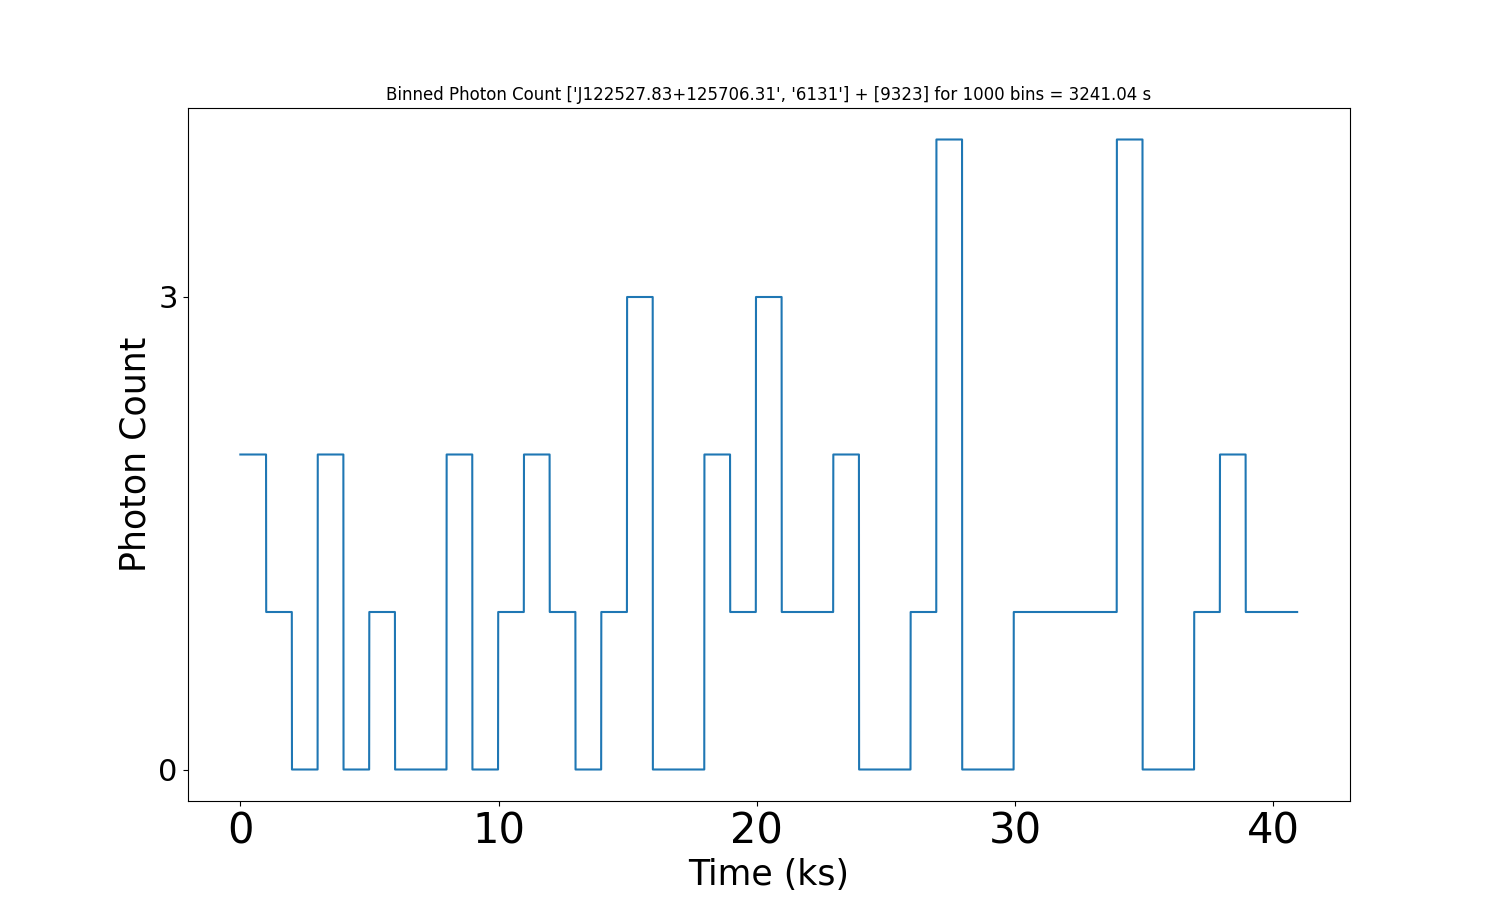 Binned Photon Count ['J122527.83+125706.31', '6131'] + [9323] for 1000 bins = 3241.04 s
Photon Count
3
0
0 10 20 30 40
Time (ks)